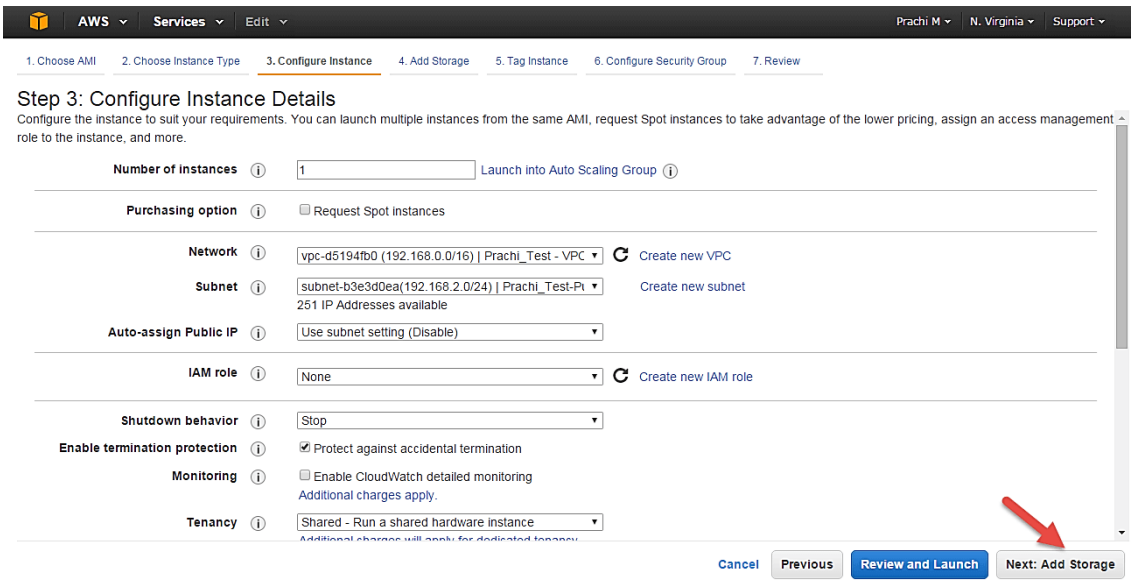 AWS Services Edit Prachi M N. Virginia Support
1. Choose AMI 2. Choose Instance Type 3. Configure Instance 4. Add Storage 5. Tag Instance 6. Configure Security Group 7. Review
Step 3: Configure Instance Details
Configure the instance to suit your requirements. You can launch multiple instances from the same AMI, request Spot instances to take advantage of the lower pricing, assign an access management
role to the instance, and more.
Number of instances i 1 Launch into Auto Scaling Group i
Purchasing option i Request Spot instances
Network i vpc-d5194fb0 (192.168.0.0/16) | Prachi_Test - VPC Create new VPC
Subnet i subnet-b3e3d0ea(192.168.2.0/24) | Prachi_Test-Pu Create new subnet
251 IP Addresses available
Auto-assign Public IP i Use subnet setting (Disable)
IAM role i None Create new IAM role
Shutdown behavior i Stop
Enable termination protection i Protect against accidental termination
Monitoring i Enable CloudWatch detailed monitoring
Additional charges apply.
Tenancy i Shared - Run a shared hardware instance
Additional charges will apply for dedicated tenancy.
Cancel Previous Review and Launch Next: Add Storage